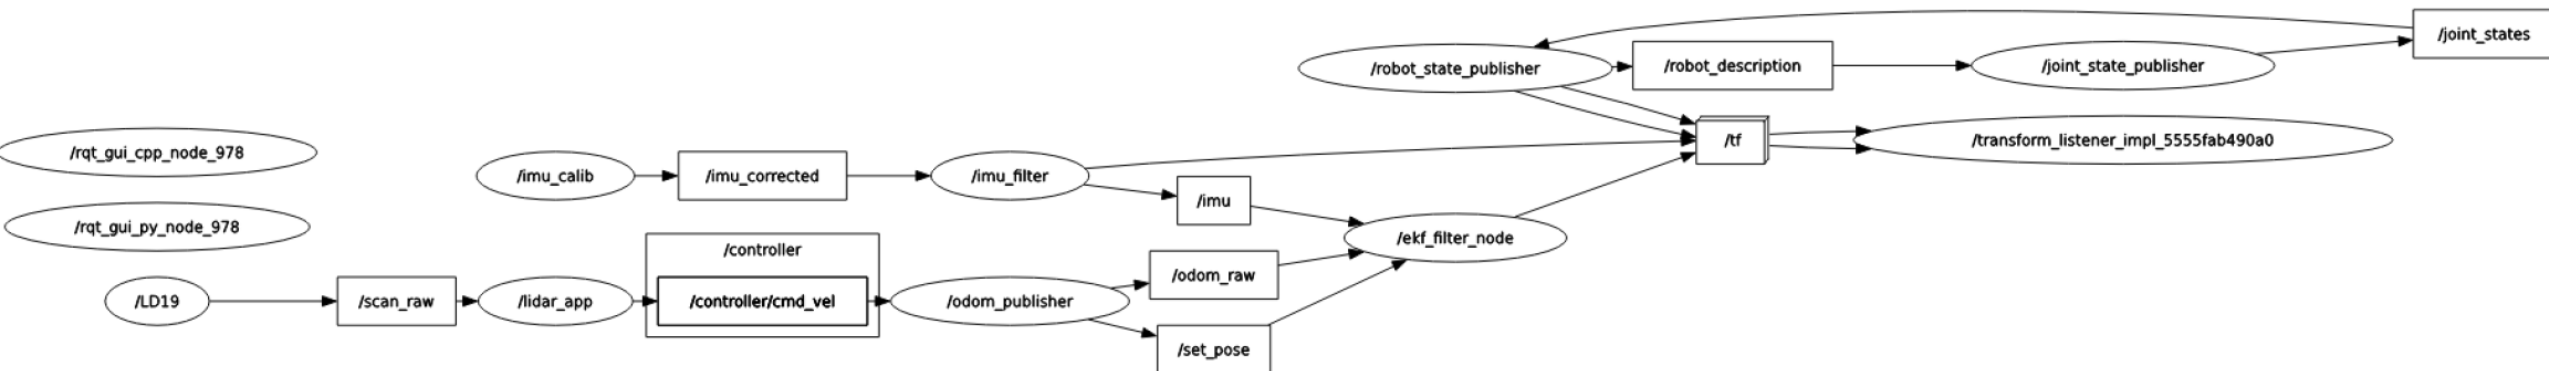 /joint_states
/robot_state_publisher
/robot_description
/joint_state_publisher
/tf
/transform_listener_impl_5555fab490a0
/rqt_gui_cpp_node_978
/imu_calib
/imu_corrected
/imu_filter
/imu
/rqt_gui_py_node_978
/ekf_filter_node
/controller
/odom_raw
/LD19
/scan_raw
/lidar_app
/controller/cmd_vel
/odom_publisher
/set_pose